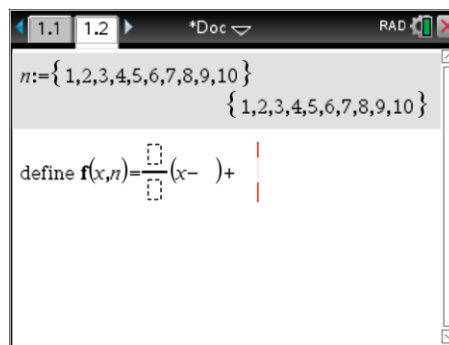 1.1 1.2 *Doc RAD
n:={1,2,3,4,5,6,7,8,9,10}
{1,2,3,4,5,6,7,8,9,10}
define f(x,n)=⬚/⬚(x− )+